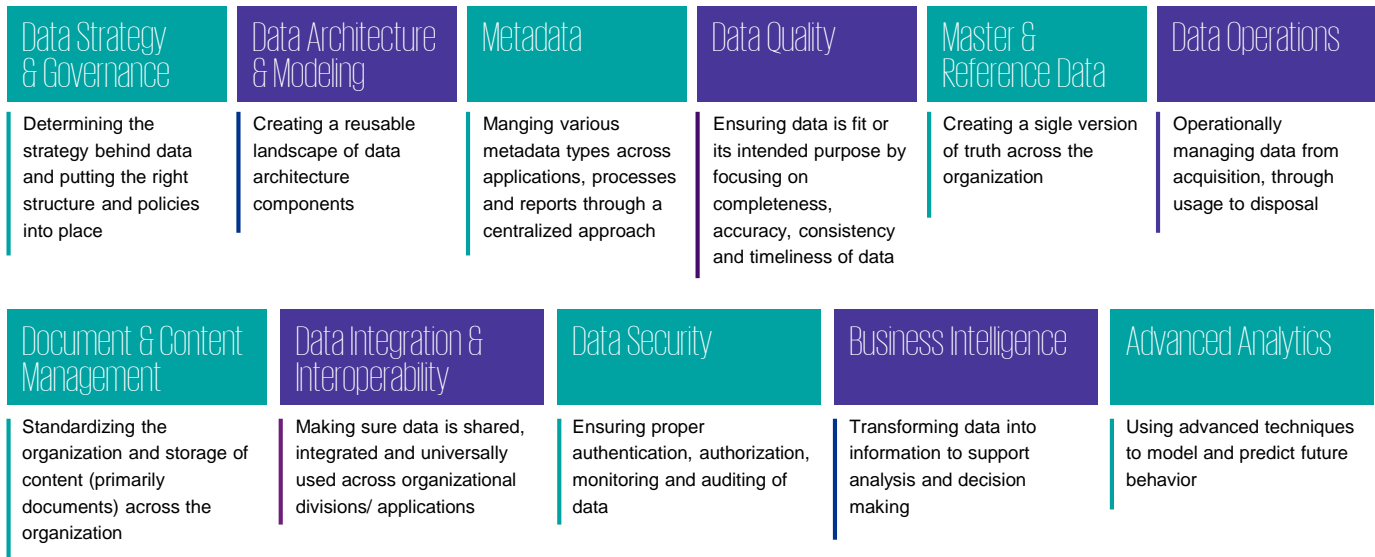 Data Strategy
& Governance
Determining the
strategy behind data
and putting the right
structure and policies
into place
Data Architecture
& Modeling
Creating a reusable
landscape of data
architecture
components
Metadata
Manging various
metadata types across
applications, processes
and reports through a
centralized approach
Data Quality
Ensuring data is fit or
its intended purpose by
focusing on
completeness,
accuracy, consistency
and timeliness of data
Master &
Reference Data
Creating a sigle version
of truth across the
organization
Data Operations
Operationally
managing data from
acquisition, through
usage to disposal
Document & Content
Management
Standardizing the
organization and storage of
content (primarily
documents) across the
organization
Data Integration &
Interoperability
Making sure data is shared,
integrated and universally
used across organizational
divisions/ applications
Data Security
Ensuring proper
authentication, authorization,
monitoring and auditing of
data
Business Intelligence
Transforming data into
information to support
analysis and decision
making
Advanced Analytics
Using advanced techniques
to model and predict future
behavior